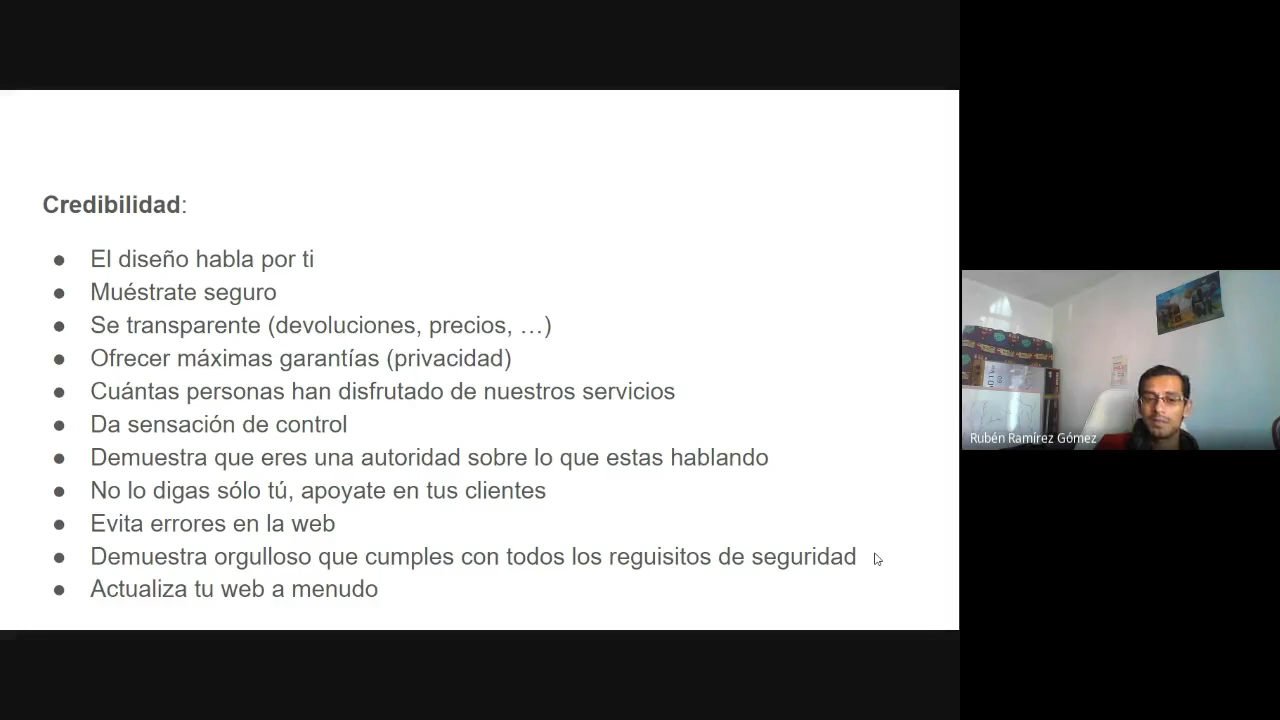 Credibilidad:
● El diseño habla por ti
● Muéstrate seguro
● Se transparente (devoluciones, precios, …)
● Ofrecer máximas garantías (privacidad)
● Cuántas personas han disfrutado de nuestros servicios
● Da sensación de control
● Demuestra que eres una autoridad sobre lo que estas hablando
● No lo digas sólo tú, apoyate en tus clientes
● Evita errores en la web
● Demuestra orgulloso que cumples con todos los reguisitos de seguridad
● Actualiza tu web a menudo
Rubén Ramírez Gómez